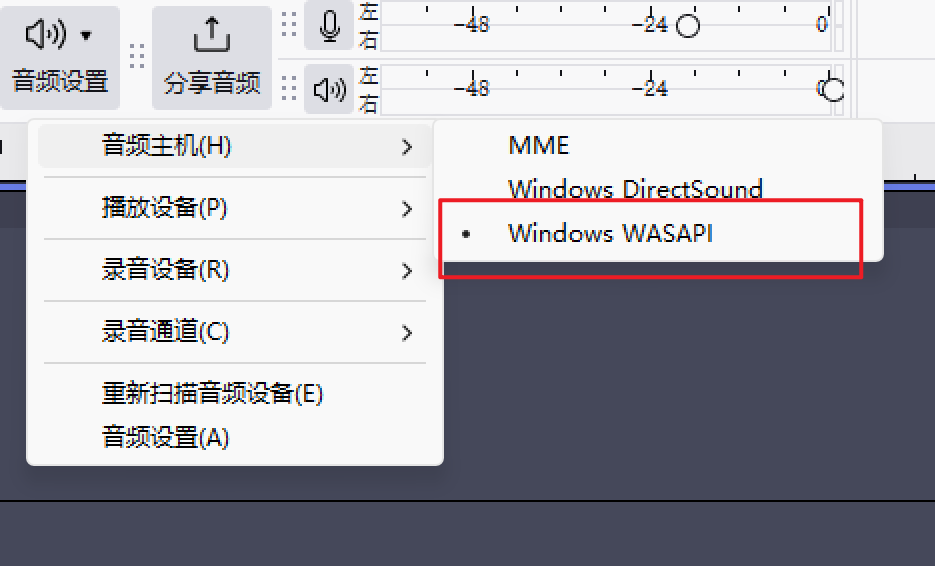 音频设置
分享音频
左
右
-48
-24
0
左
右
-48
-24
音频主机(H)
播放设备(P)
录音设备(R)
录音通道(C)
重新扫描音频设备(E)
音频设置(A)
MME
Windows DirectSound
Windows WASAPI